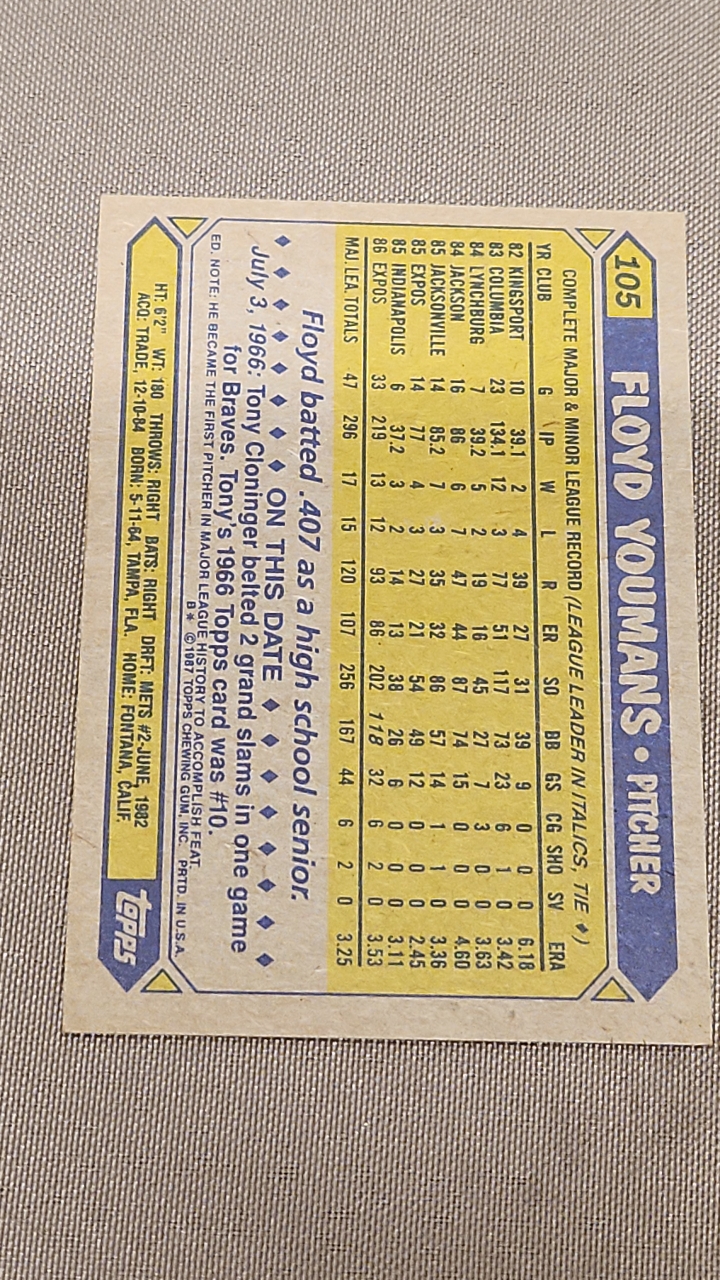 105 FLOYD YOUMANS • PITCHER
COMPLETE MAJOR & MINOR LEAGUE RECORD (LEAGUE LEADER IN ITALICS, TIE ♦)
YR CLUB G IP W L R ER SO BB GS CG SHO SV ERA
82 KINGSPORT 10 39.1 2 4 39 27 31 39 9 0 0 0 6.18
83 COLUMBIA 23 134.1 12 3 77 51 117 73 23 6 1 0 3.42
84 LYNCHBURG 7 39.2 5 2 19 16 45 27 7 3 0 0 3.63
84 JACKSON 16 86 6 7 47 44 87 74 15 0 0 0 4.60
85 JACKSONVILLE 14 85.2 7 3 35 32 86 57 14 1 1 0 3.36
85 EXPOS 14 77 4 3 27 21 54 49 12 0 0 0 2.45
85 INDIANAPOLIS 6 37.2 3 2 14 13 38 26 6 0 0 0 3.11
86 EXPOS 33 219 13 12 93 86 202 118 32 6 2 0 3.53
MAJ. LEA. TOTALS 47 296 17 15 120 107 256 167 44 6 2 0 3.25
Floyd batted .407 as a high school senior.
♦ ♦ ♦ ♦ ♦ ♦ ♦ ON THIS DATE ♦ ♦ ♦ ♦ ♦ ♦ ♦
July 3, 1966: Tony Cloninger belted 2 grand slams in one game
for Braves. Tony's 1966 Topps card was #10.
ED. NOTE: HE BECAME THE FIRST PITCHER IN MAJOR LEAGUE HISTORY TO ACCOMPLISH FEAT.
B* ©1987 TOPPS CHEWING GUM, INC. PRTD. IN U.S.A.
HT: 6'2" WT: 180 THROWS: RIGHT BATS: RIGHT DRFT: METS #2-JUNE, 1982
ACQ: TRADE, 12-10-84 BORN: 5-11-64, TAMPA, FLA. HOME: FONTANA, CALIF.
topps